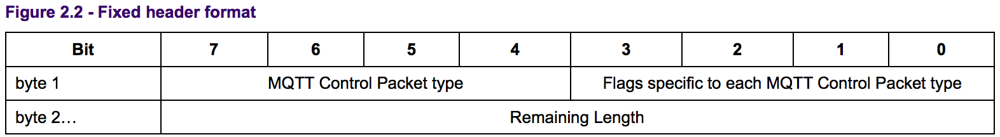 Figure 2.2 - Fixed header format
Bit 7 6 5 4 3 2 1 0
byte 1 MQTT Control Packet type Flags specific to each MQTT Control Packet type
byte 2… Remaining Length